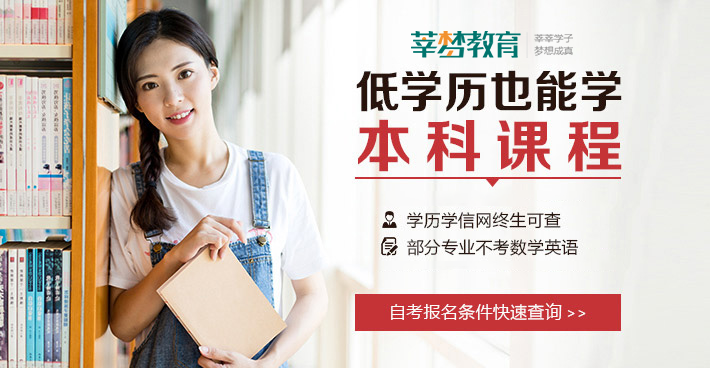 莘梦教育
莘莘学子
梦想成真
低学历也能学
本科课程
学历学信网终生可查
部分专业不考数学英语
自考报名条件快速查询 >>